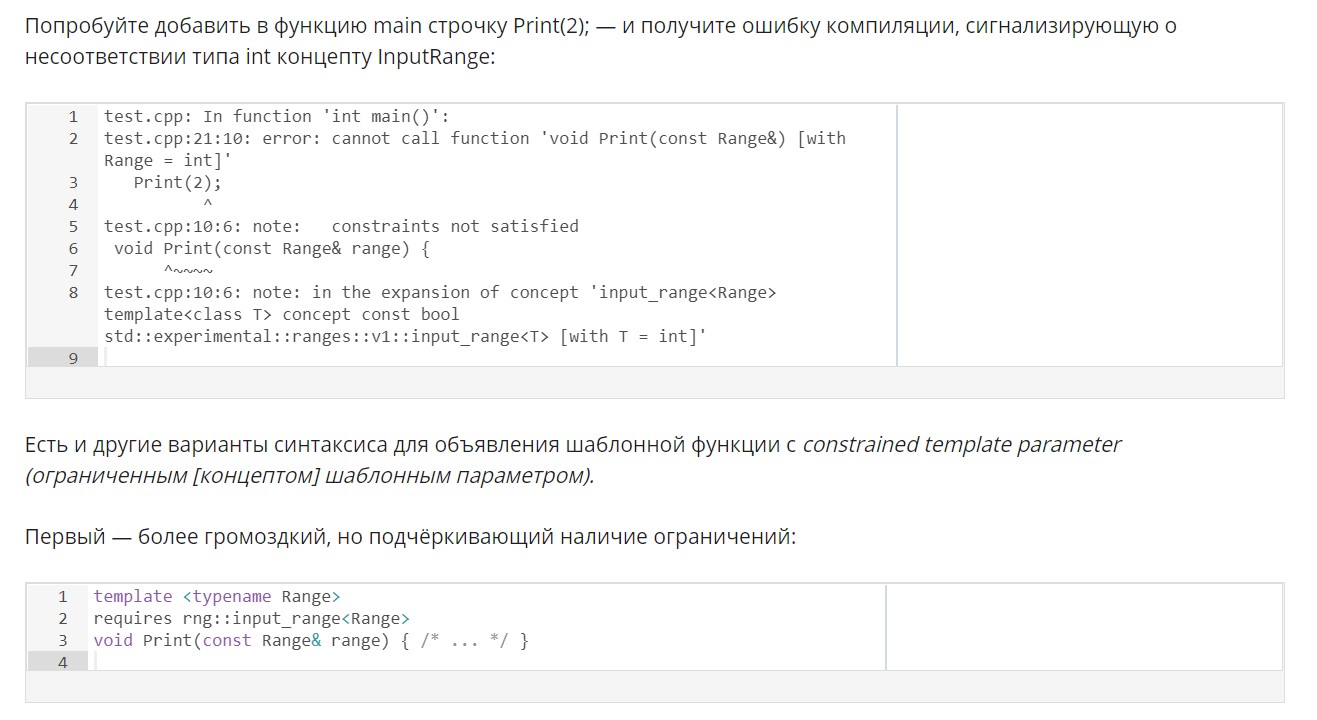 Попробуйте добавить в функцию main строчку Print(2); — и получите ошибку компиляции, сигнализирующую о
несоответствии типа int концепту InputRange:
1 test.cpp: In function 'int main()':
2 test.cpp:21:10: error: cannot call function 'void Print(const Range&) [with
Range = int]'
3    Print(2);
4           ^
5 test.cpp:10:6: note:   constraints not satisfied
6  void Print(const Range& range) {
7       ^~~~~
8 test.cpp:10:6: note: in the expansion of concept 'input_range<Range>
template<class T> concept const bool
std::experimental::ranges::v1::input_range<T> [with T = int]'
9
Есть и другие варианты синтаксиса для объявления шаблонной функции с constrained template parameter
(ограниченным [концептом] шаблонным параметром).
Первый — более громоздкий, но подчёркивающий наличие ограничений:
1 template <typename Range>
2 requires rng::input_range<Range>
3 void Print(const Range& range) { /* ... */ }
4